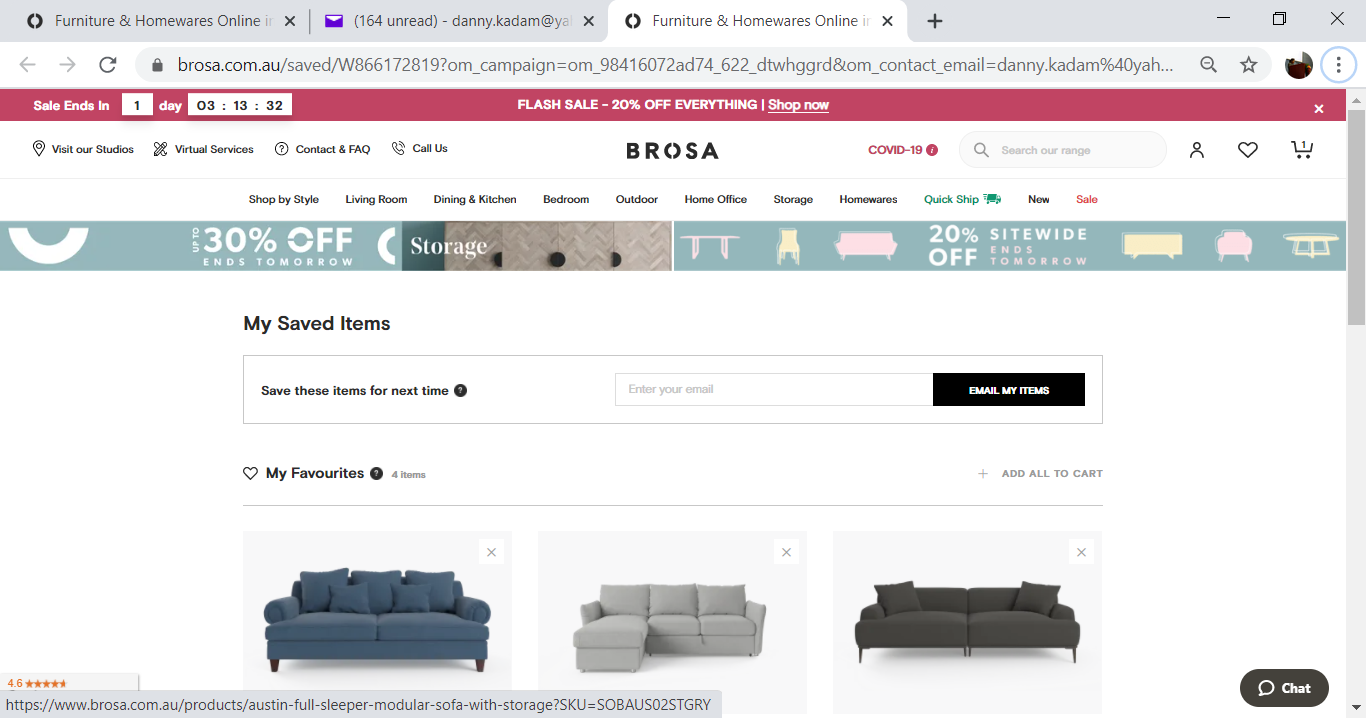 Furniture & Homewares Online in
(164 unread) - danny.kadam@yah
Furniture & Homewares Online in
brosa.com.au/saved/W866172819?om_campaign=om_98416072ad74_622_dtwhggrd&om_contact_email=danny.kadam%40yah...
Sale Ends In 1 day 03 : 13 : 32
FLASH SALE - 20% OFF EVERYTHING | Shop now
Visit our Studios Virtual Services Contact & FAQ Call Us
BROSA
COVID-19 i
Search our range
1
Shop by Style Living Room Dining & Kitchen Bedroom Outdoor Home Office Storage Homewares Quick Ship New Sale
UP TO 30% OFF
ENDS TOMORROW
Storage
20% OFF
SITEWIDE
ENDS
TOMORROW
My Saved Items
Save these items for next time ?
Enter your email
EMAIL MY ITEMS
My Favourites ? 4 items
+ ADD ALL TO CART
4.6
Chat
https://www.brosa.com.au/products/austin-full-sleeper-modular-sofa-with-storage?SKU=SOBAUS02STGRY